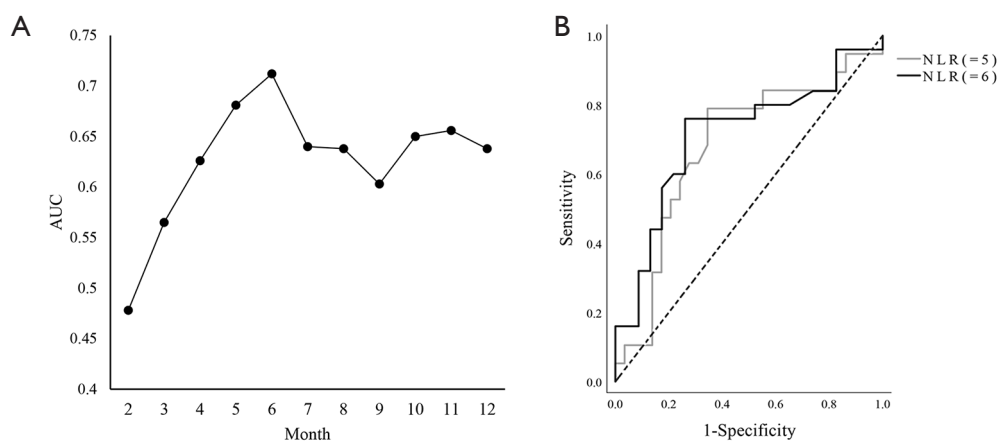 A
0.75
0.7
0.65
0.6
0.55
0.5
0.45
0.4
AUC
2 3 4 5 6 7 8 9 10 11 12
Month
B
1.0
0.8
0.6
0.4
0.2
0.0
Sensitivity
0.0 0.2 0.4 0.6 0.8 1.0
1-Specificity
NLR(=5)
NLR(=6)